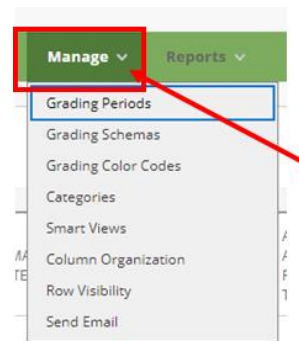 Manage Reports
Grading Periods
Grading Schemas
Grading Color Codes
Categories
Smart Views
Column Organization
Row Visibility
Send Email